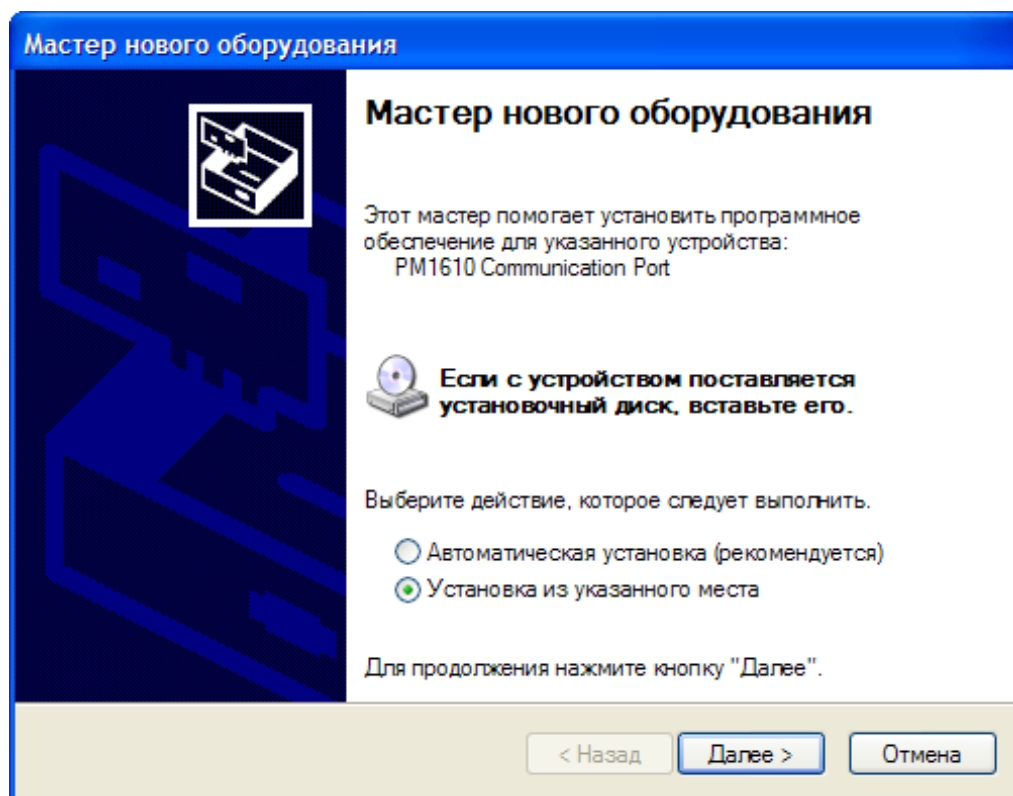 Мастер нового оборудования
Мастер нового оборудования
Этот мастер помогает установить программное
обеспечение для указанного устройства:
PM1610 Communication Port
Если с устройством поставляется
установочный диск, вставьте его.
Выберите действие, которое следует выполнить.
Автоматическая установка (рекомендуется)
Установка из указанного места
Для продолжения нажмите кнопку "Далее".
< Назад
Далее >
Отмена